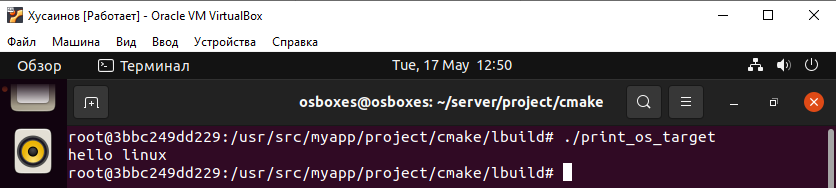 Хусаинов [Работает] - Oracle VM VirtualBox
Файл Машина Вид Ввод Устройства Справка
Обзор Терминал Tue, 17 May 12:50
osboxes@osboxes: ~/server/project/cmake
root@3bbc249dd229:/usr/src/myapp/project/cmake/lbuild# ./print_os_target
hello linux
root@3bbc249dd229:/usr/src/myapp/project/cmake/lbuild#